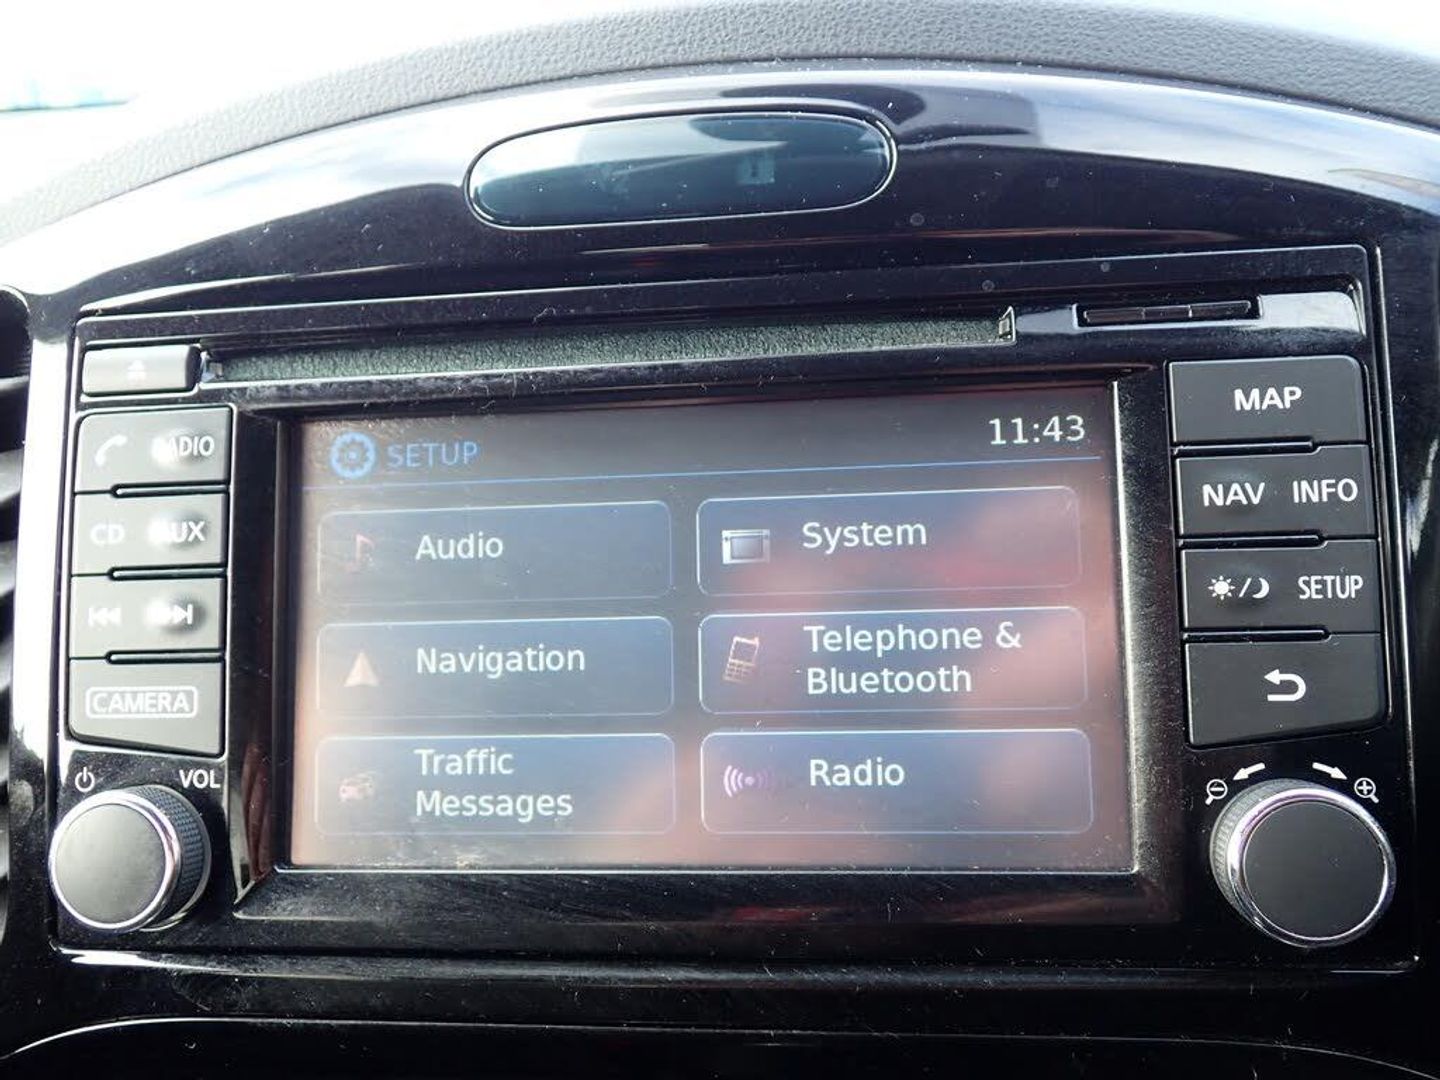 RADIO
CD AUX
CAMERA
VOL
SETUP
11:43
Audio
System
Navigation
Telephone &
Bluetooth
Traffic
Messages
Radio
MAP
NAV INFO
SETUP